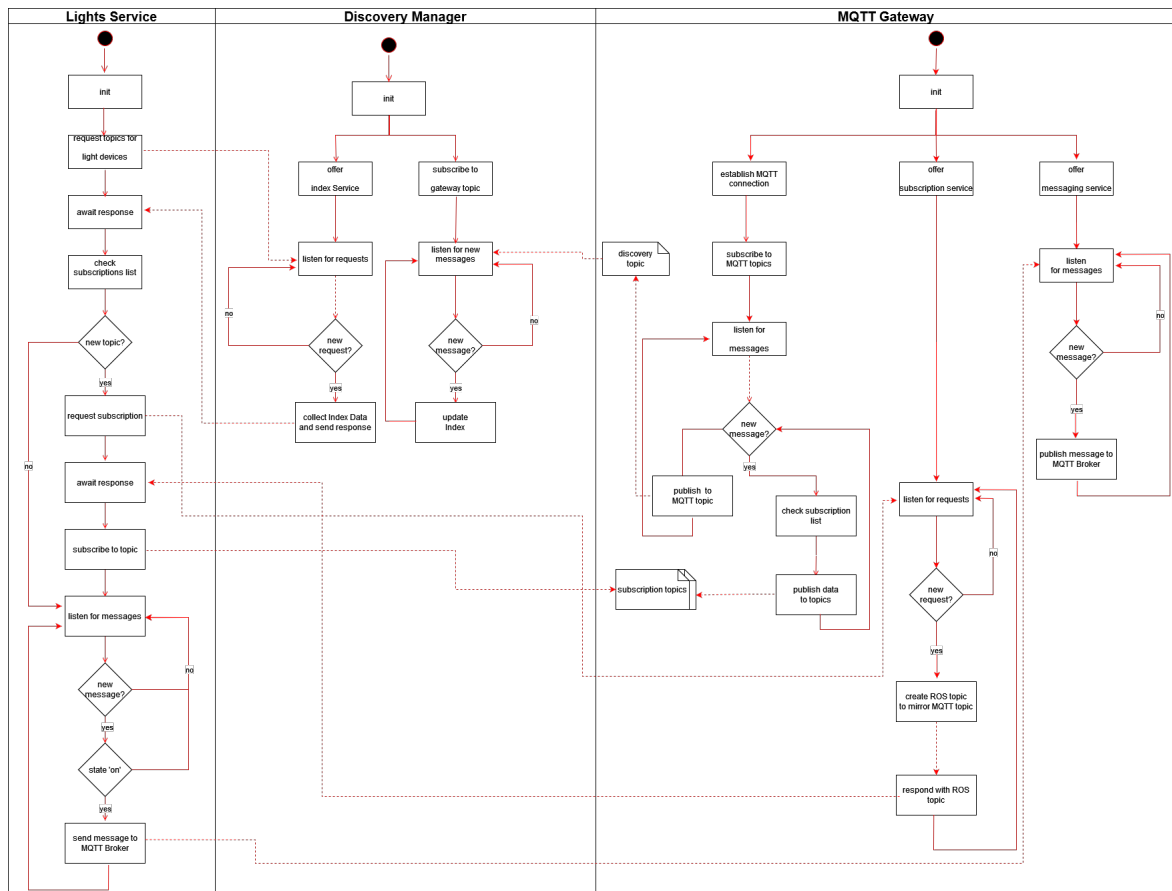 Lights Service
Discovery Manager
MQTT Gateway
init
request topics for
light devices
await response
check
subscriptions list
new topic?
yes
no
request subscription
await response
subscribe to topic
listen for messages
new
message?
no
yes
state 'on'
yes
send message to
MQTT Broker
init
offer
index Service
subscribe to
gateway topic
listen for requests
listen for new
messages
no
new
request?
yes
collect Index Data
and send response
no
new
message?
yes
update
Index
init
establish MQTT
connection
offer
subscription service
offer
messaging service
discovery
topic
subscribe to
MQTT topics
listen for
messages
new
message?
yes
publish to
MQTT topic
check subscription
list
subscription topics
publish data
to topics
listen for requests
no
new
request?
yes
create ROS topic
to mirror MQTT topic
respond with ROS
topic
listen
for messages
no
new
message?
yes
publish message to
MQTT Broker